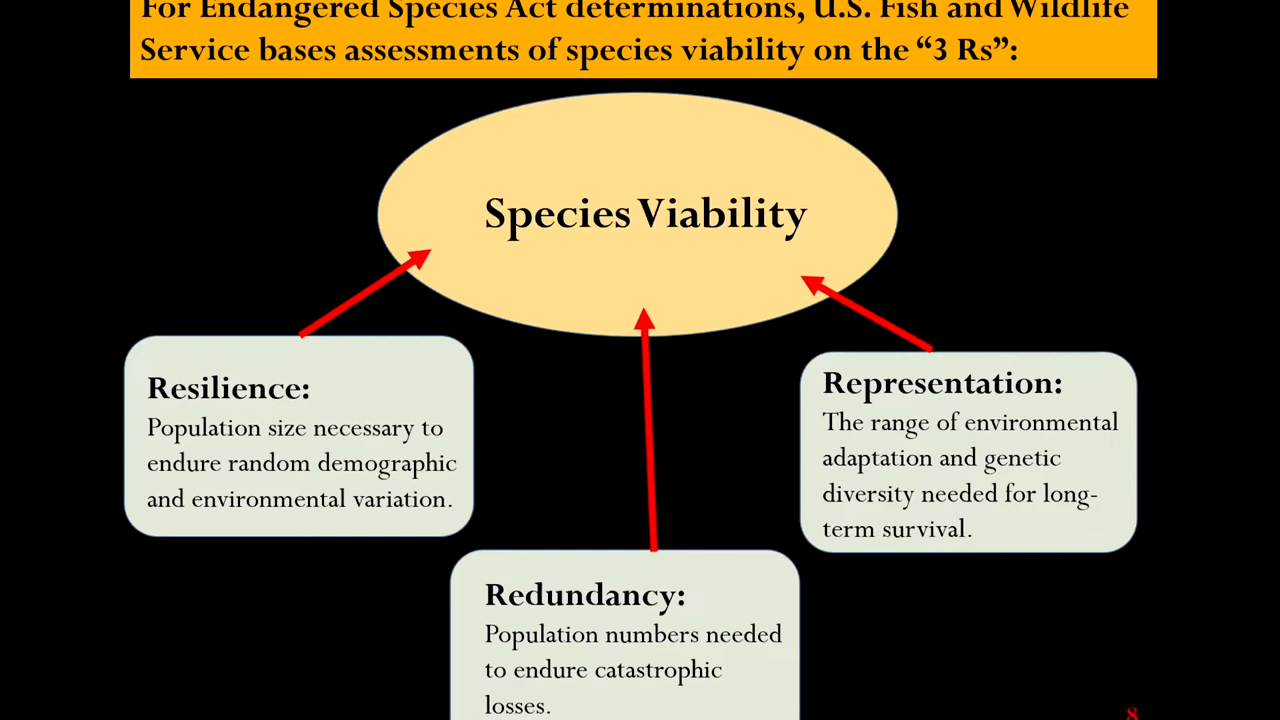 For Endangered Species Act determinations, U.S. Fish and Wildlife
Service bases assessments of species viability on the “3 Rs”:
Species Viability
Resilience:
Population size necessary to
endure random demographic
and environmental variation.
Representation:
The range of environmental
adaptation and genetic
diversity needed for long-
term survival.
Redundancy:
Population numbers needed
to endure catastrophic
losses.
8